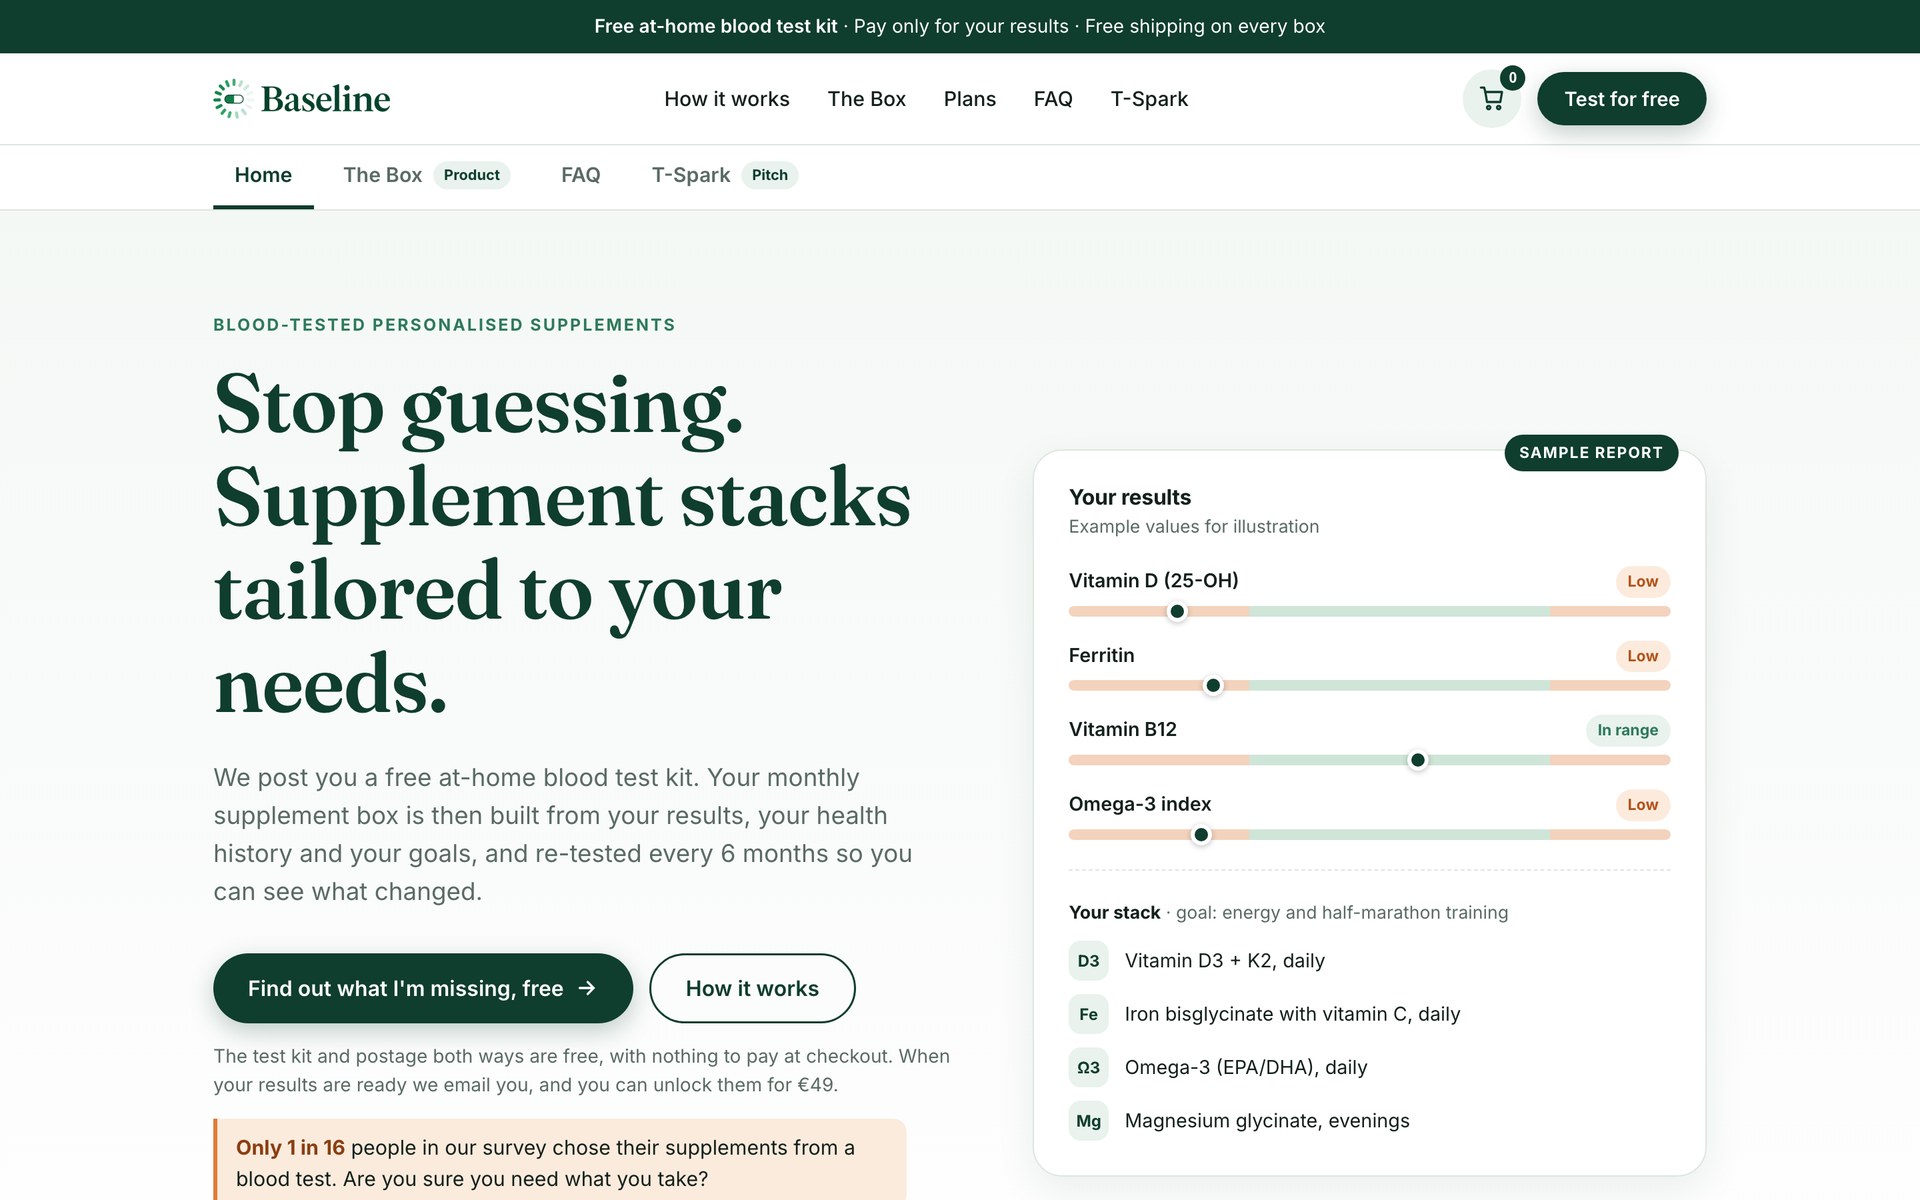 Free at-home blood test kit · Pay only for your results · Free shipping on every box
Baseline
How it works
The Box
Plans
FAQ
T-Spark
0
Test for free
Home
The Box Product
FAQ
T-Spark Pitch
BLOOD-TESTED PERSONALISED SUPPLEMENTS
Stop guessing.
Supplement stacks
tailored to your
needs.
We post you a free at-home blood test kit. Your monthly
supplement box is then built from your results, your health
history and your goals, and re-tested every 6 months so you
can see what changed.
Find out what I'm missing, free →
How it works
The test kit and postage both ways are free, with nothing to pay at checkout. When
your results are ready we email you, and you can unlock them for €49.
Only 1 in 16 people in our survey chose their supplements from a
blood test. Are you sure you need what you take?
SAMPLE REPORT
Your results
Example values for illustration
Vitamin D (25-OH) Low
Ferritin Low
Vitamin B12 In range
Omega-3 index Low
Your stack · goal: energy and half-marathon training
D3 Vitamin D3 + K2, daily
Fe Iron bisglycinate with vitamin C, daily
Ω3 Omega-3 (EPA/DHA), daily
Mg Magnesium glycinate, evenings